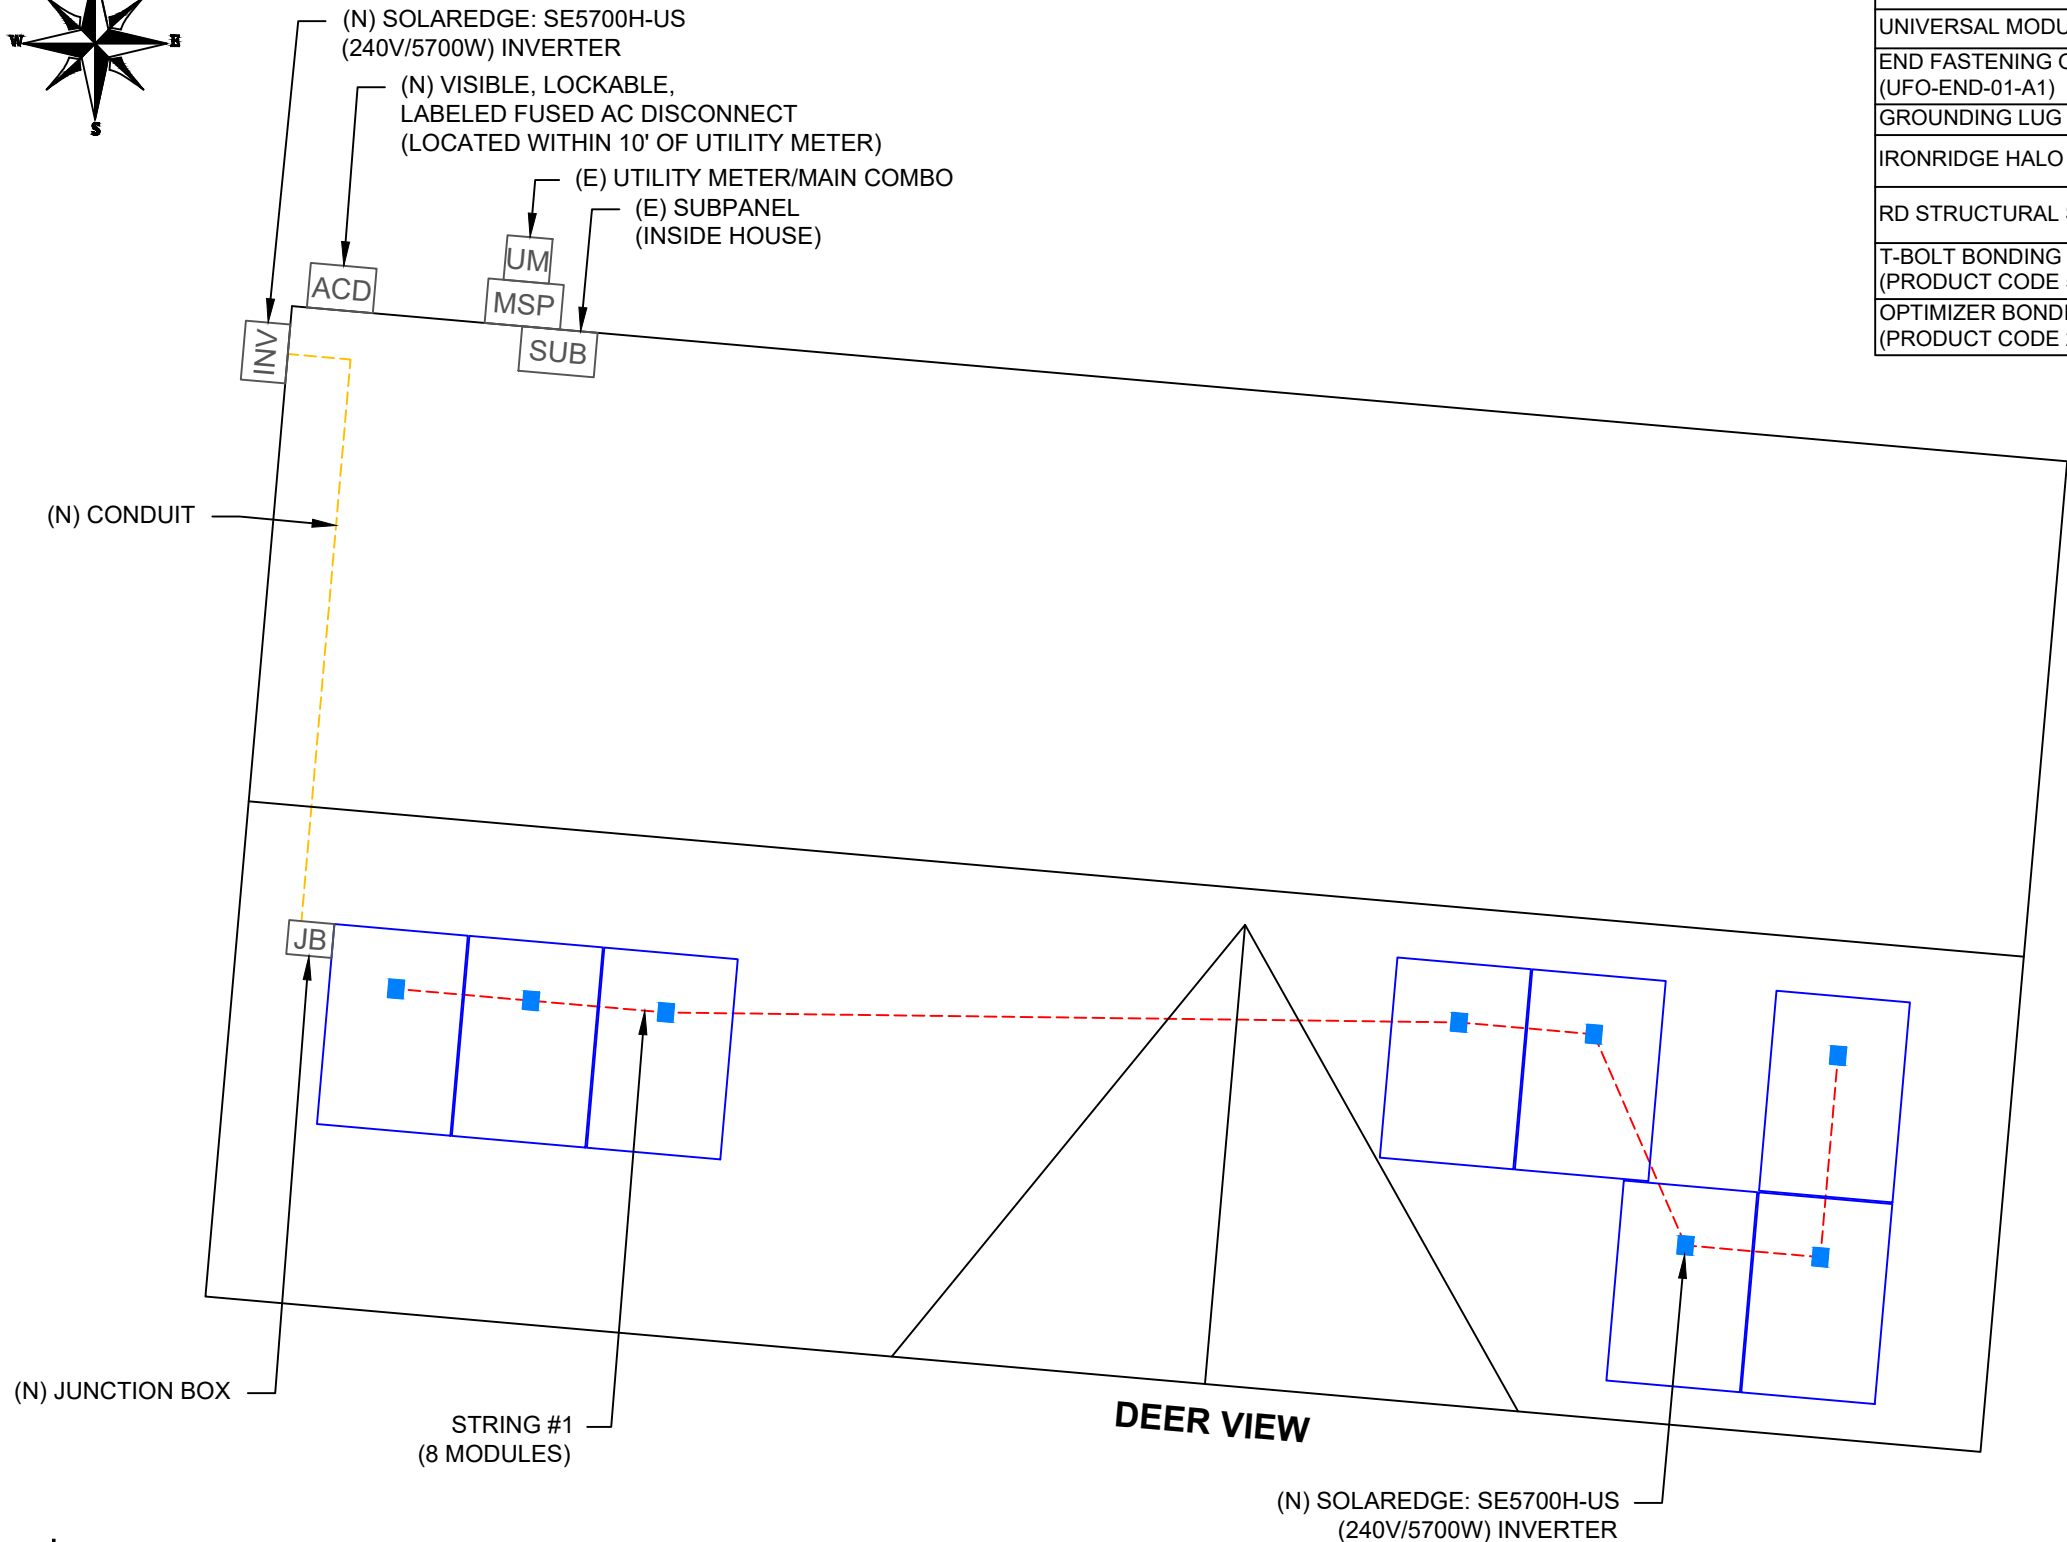 W
E
S
(N) SOLAREDGE: SE5700H-US
(240V/5700W) INVERTER
(N) VISIBLE, LOCKABLE,
LABELED FUSED AC DISCONNECT
(LOCATED WITHIN 10' OF UTILITY METER)
(E) UTILITY METER/MAIN COMBO
(E) SUBPANEL
(INSIDE HOUSE)
UNIVERSAL MODU
END FASTENING
(UFO-END-01-A1)
GROUNDING LUG
IRONRIDGE HALO
RD STRUCTURAL
T-BOLT BONDING
(PRODUCT CODE
OPTIMIZER BOND
(PRODUCT CODE
UM
ACD
MSP
INV
SUB
(N) CONDUIT
JB
(N) JUNCTION BOX
STRING #1
(8 MODULES)
DEER VIEW
(N) SOLAREDGE: SE5700H-US
(240V/5700W) INVERTER